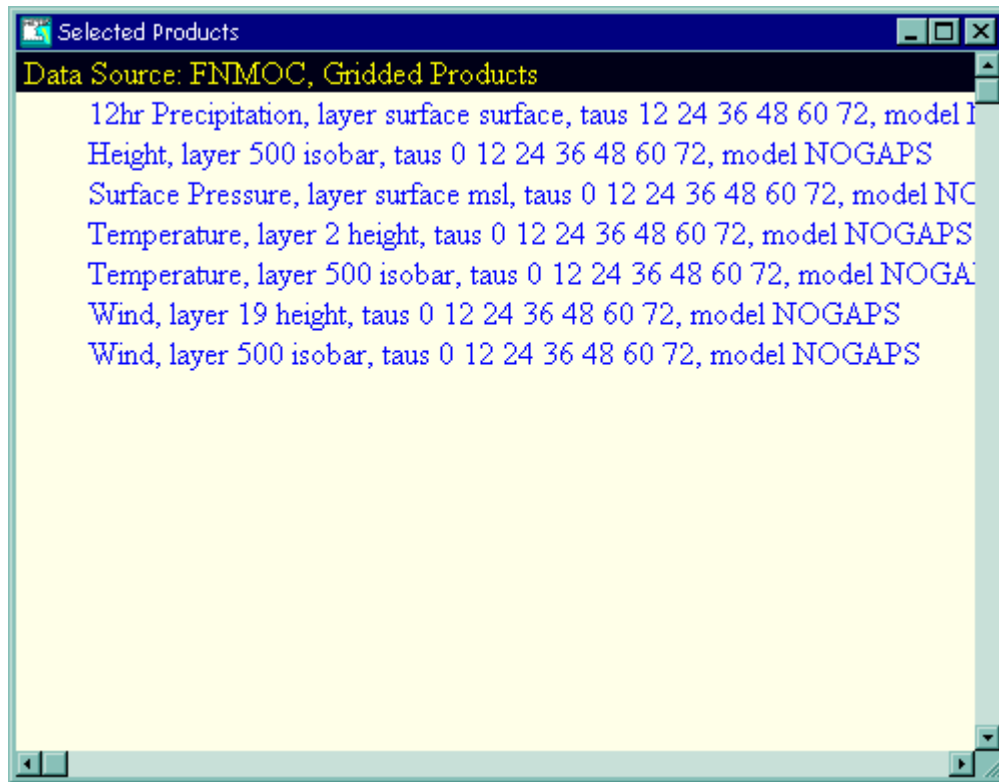 Selected Products
Data Source: FNMOC, Gridded Products
12hr Precipitation, layer surface surface, taus 12 24 36 48 60 72, model
Height, layer 500 isobar, taus 0 12 24 36 48 60 72, model NOGAPS
Surface Pressure, layer surface msl, taus 0 12 24 36 48 60 72, model NO
Temperature, layer 2 height, taus 0 12 24 36 48 60 72, model NOGAPS
Temperature, layer 500 isobar, taus 0 12 24 36 48 60 72, model NOGA
Wind, layer 19 height, taus 0 12 24 36 48 60 72, model NOGAPS
Wind, layer 500 isobar, taus 0 12 24 36 48 60 72, model NOGAPS